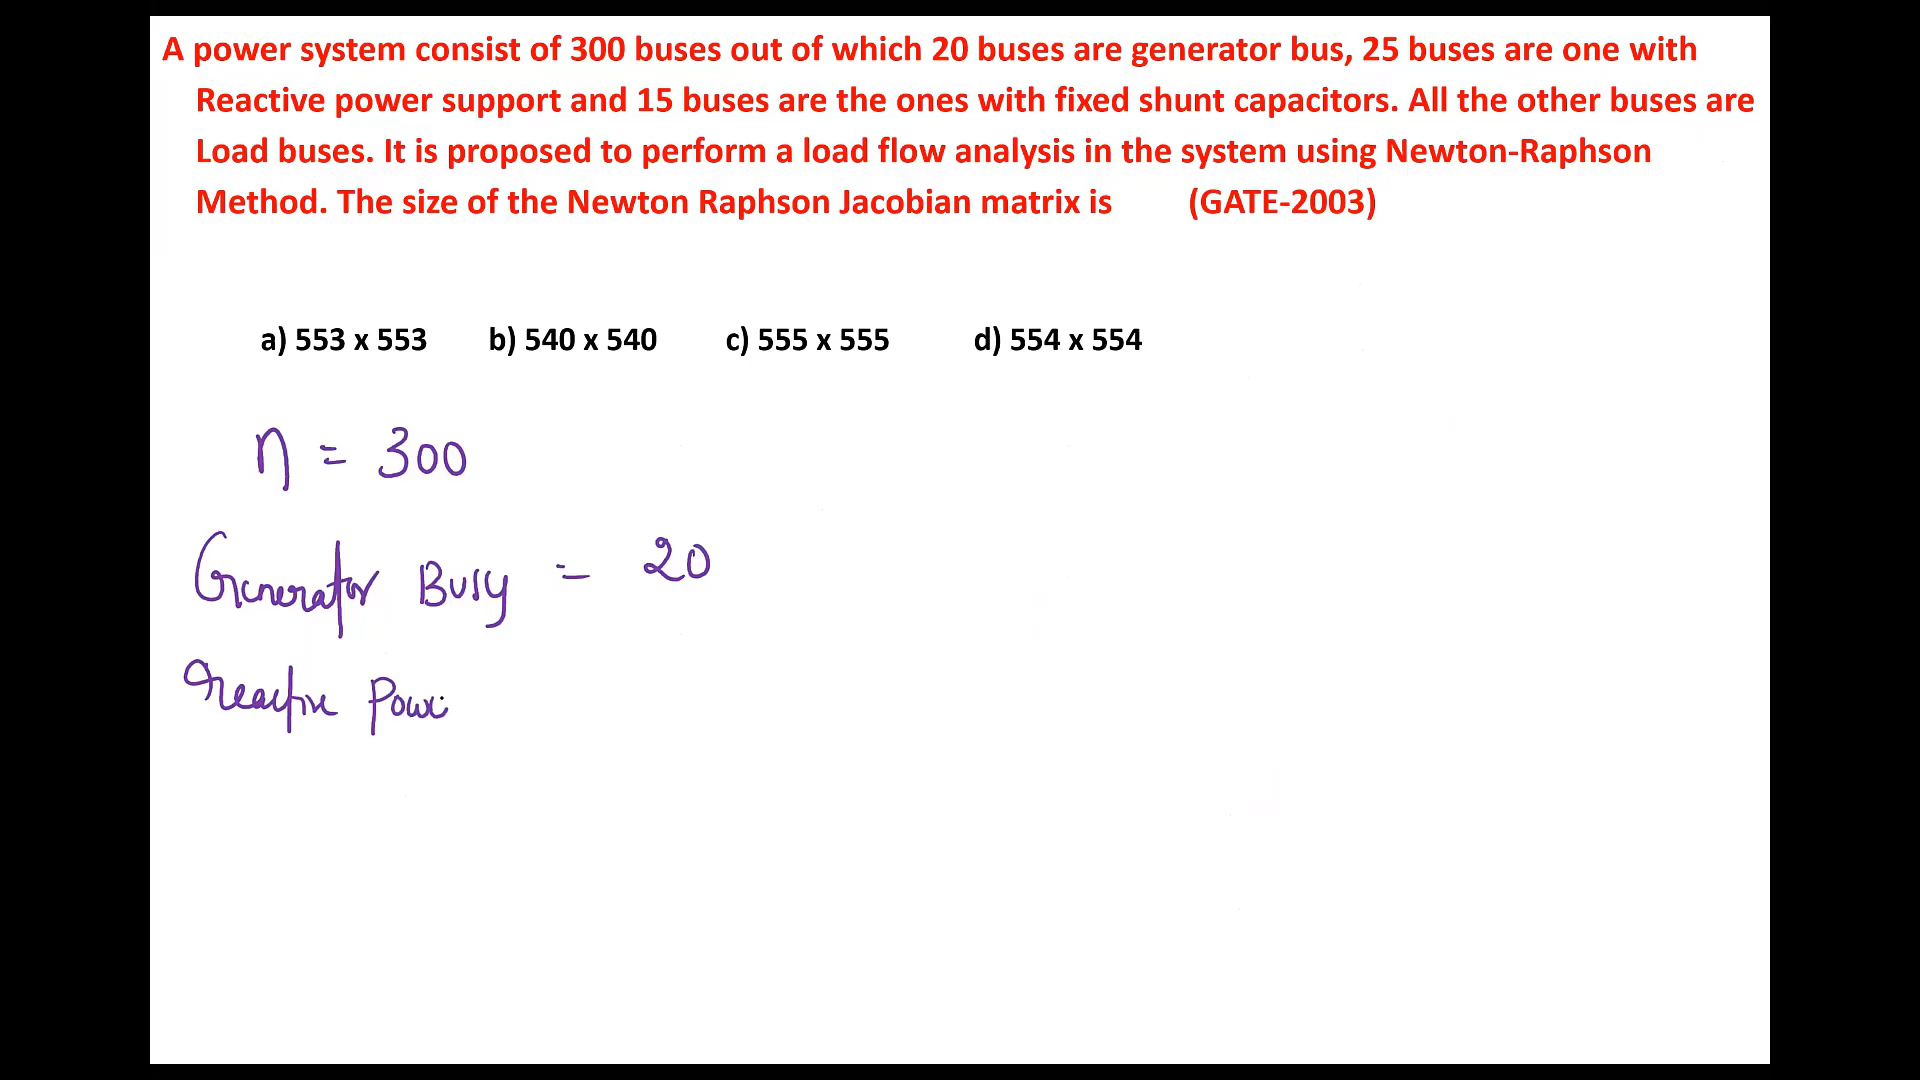 A power system consist of 300 buses out of which 20 buses are generator bus, 25 buses are one with
Reactive power support and 15 buses are the ones with fixed shunt capacitors. All the other buses are
Load buses. It is proposed to perform a load flow analysis in the system using Newton-Raphson
Method. The size of the Newton Raphson Jacobian matrix is (GATE-2003)
a) 553 x 553 b) 540 x 540 c) 555 x 555 d) 554 x 554
n = 300
Generator Busy = 20
reactive Powe